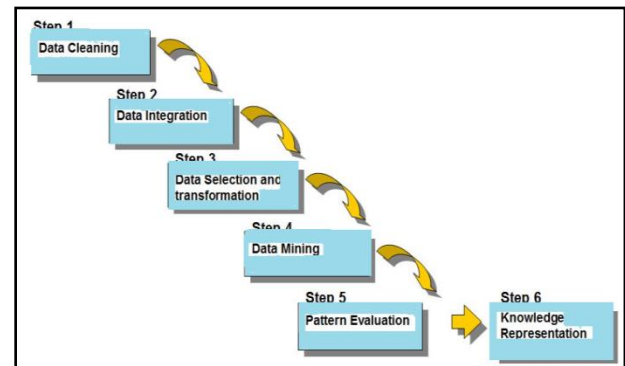 Step 1
Data Cleaning
Step 2
Data Integration
Step 3
Data Selection and
transformation
Step 4
Data Mining
Step 5
Pattern Evaluation
Step 6
Knowledge
Representation